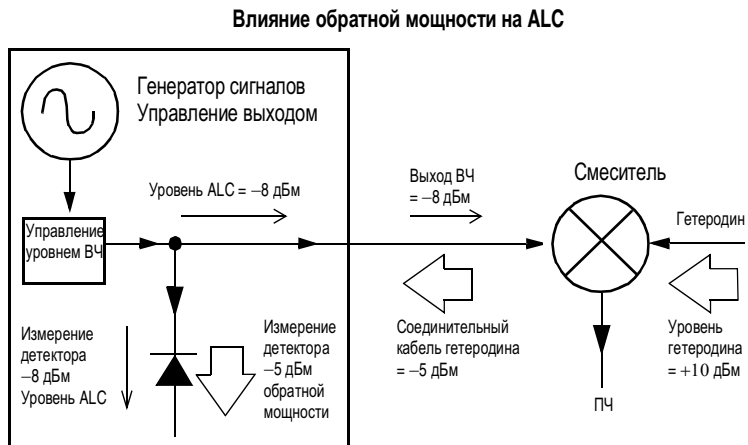 Влияние обратной мощности на ALC
Генератор сигналов
Управление выходом
Уровень ALC = −8 дБм
Выход ВЧ
= −8 дБм
Смеситель
Управление
уровнем ВЧ
Гетеродин
Измерение
детектора
−8 дБм
Уровень ALC
Измерение
детектора
−5 дБм
обратной
мощности
Соединительный
кабель гетеродина
= −5 дБм
Уровень
гетеродина
= +10 дБм
ПЧ